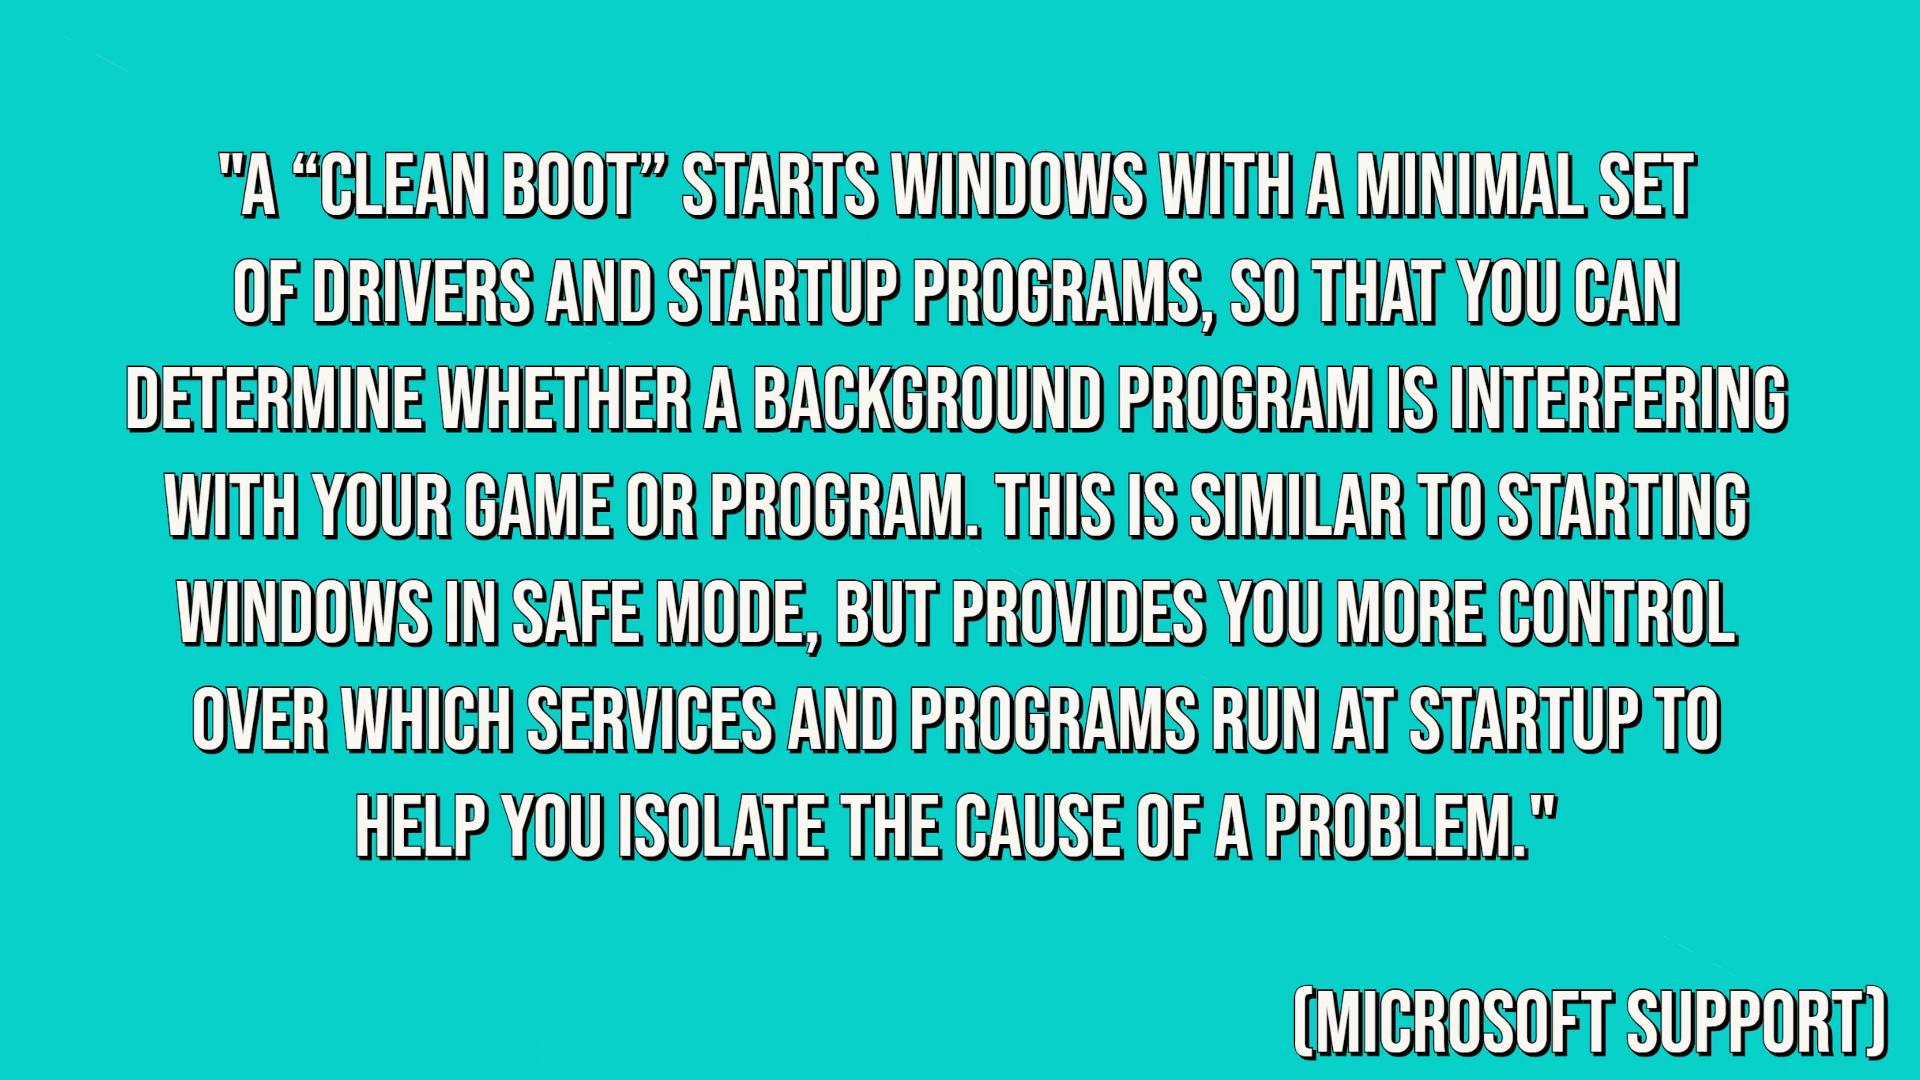 "A “CLEAN BOOT” STARTS WINDOWS WITH A MINIMAL SET
OF DRIVERS AND STARTUP PROGRAMS, SO THAT YOU CAN
DETERMINE WHETHER A BACKGROUND PROGRAM IS INTERFERING
WITH YOUR GAME OR PROGRAM. THIS IS SIMILAR TO STARTING
WINDOWS IN SAFE MODE, BUT PROVIDES YOU MORE CONTROL
OVER WHICH SERVICES AND PROGRAMS RUN AT STARTUP TO
HELP YOU ISOLATE THE CAUSE OF A PROBLEM."
(MICROSOFT SUPPORT)